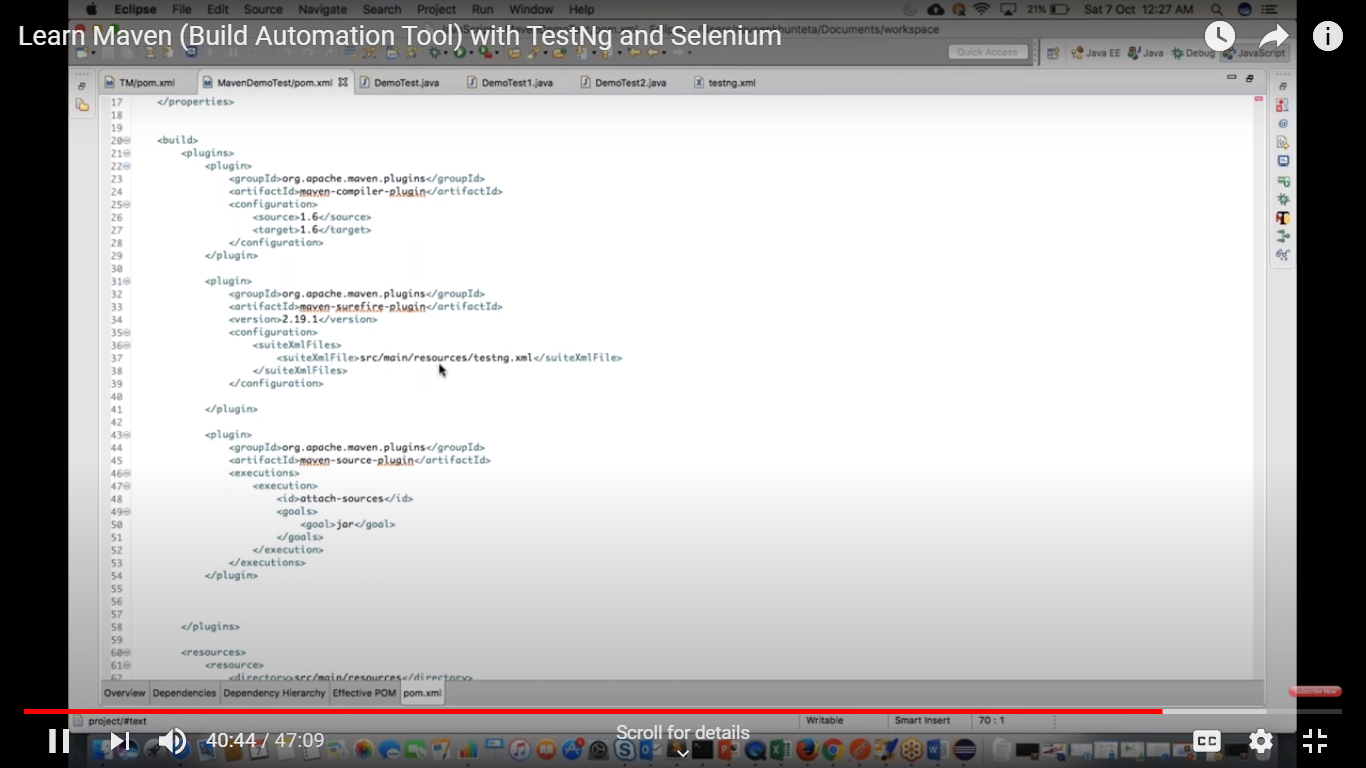 Eclipse File Edit Source Navigate Search Project Run Window Help 21% Sat 7 Oct 12:27 AM
Learn Maven (Build Automation Tool) with TestNg and Selenium
Quick Access Java EE Java Debug JavaScript
TM/pom.xml MavenDemoTest/pom.xml DemoTest.java DemoTest1.java DemoTest2.java testng.xml
17 </properties>
18
19
20 <build>
21 <plugins>
22 <plugin>
23 <groupId>org.apache.maven.plugins</groupId>
24 <artifactId>maven-compiler-plugin</artifactId>
25 <configuration>
26 <source>1.6</source>
27 <target>1.6</target>
28 </configuration>
29 </plugin>
30
31 <plugin>
32 <groupId>org.apache.maven.plugins</groupId>
33 <artifactId>maven-surefire-plugin</artifactId>
34 <version>2.19.1</version>
35 <configuration>
36 <suiteXmlFiles>
37 <suiteXmlFile>src/main/resources/testng.xml</suiteXmlFile>
38 </suiteXmlFiles>
39 </configuration>
40
41 </plugin>
42
43 <plugin>
44 <groupId>org.apache.maven.plugins</groupId>
45 <artifactId>maven-source-plugin</artifactId>
46 <executions>
47 <execution>
48 <id>attach-sources</id>
49 <goals>
50 <goal>jar</goal>
51 </goals>
52 </execution>
53 </executions>
54 </plugin>
55
56
57
58 </plugins>
59
60 <resources>
61 <resource>
62 <directory>src/main/resources</directory>
Overview Dependencies Dependency Hierarchy Effective POM pom.xml
Subscribe Now
project/#text Writable Smart Insert 70 : 1
Scroll for details
40:44 / 47:09 CC